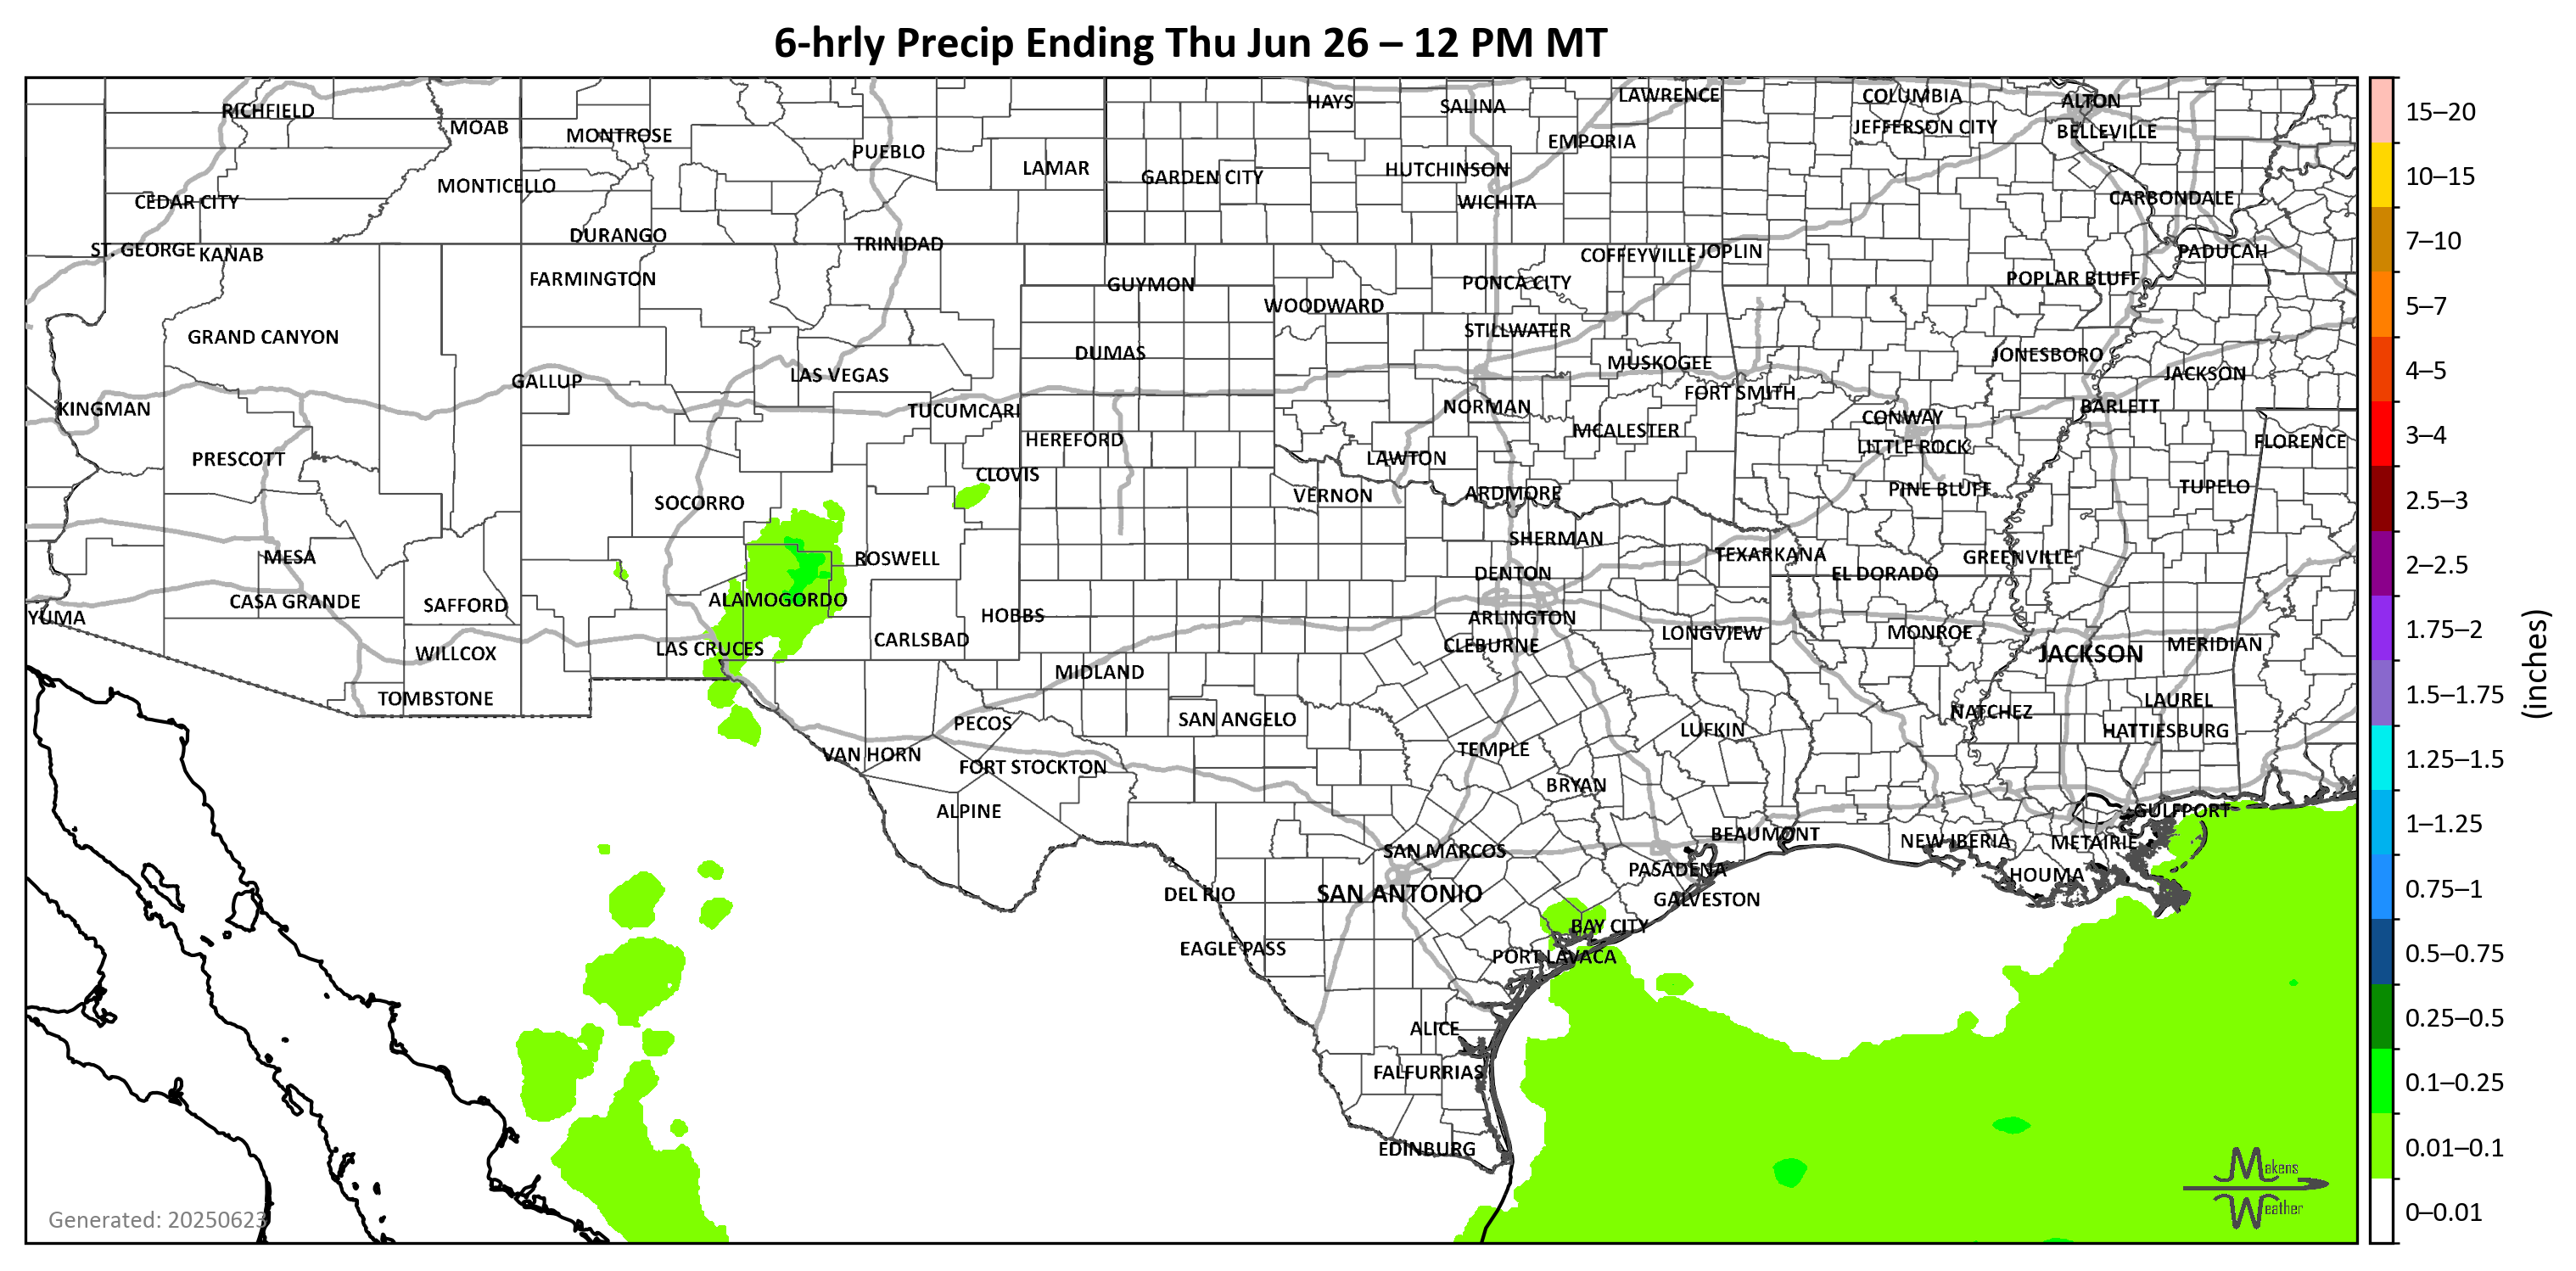 6-hrly Precip Ending Thu Jun 26 – 12 PM MT
RICHFIELD
MOAB
MONTROSE
PUEBLO
LAMAR
HAYS
SALINA
LAWRENCE
COLUMBIA
ALTON
JEFFERSON CITY
BELLEVILLE
EMPORIA
MONTICELLO
GARDEN CITY
HUTCHINSON
CEDAR CITY
WICHITA
CARBONDALE
DURANGO
TRINIDAD
ST. GEORGE
KANAB
COFFEYVILLE
JOPLIN
PADUCAH
FARMINGTON
GUYMON
PONCA CITY
POPLAR BLUFF
WOODWARD
GRAND CANYON
STILLWATER
DUMAS
MUSKOGEE
JONESBORO
GALLUP
LAS VEGAS
JACKSON
FORT SMITH
KINGMAN
TUCUMCARI
NORMAN
CONWAY
BARLETT
HEREFORD
MCALESTER
LITTLE ROCK
FLORENCE
PRESCOTT
CLOVIS
LAWTON
SOCORRO
VERNON
ARDMORE
PINE BLUFF
TUPELO
MESA
ROSWELL
SHERMAN
TEXARKANA
GREENVILLE
DENTON
EL DORADO
CASA GRANDE
SAFFORD
ALAMOGORDO
YUMA
HOBBS
ARLINGTON
WILLCOX
LAS CRUCES
CARLSBAD
CLEBURNE
LONGVIEW
MONROE
JACKSON
MERIDIAN
TOMBSTONE
MIDLAND
PECOS
SAN ANGELO
LUFKIN
NATCHEZ
LAUREL
HATTIESBURG
VAN HORN
FORT STOCKTON
TEMPLE
BRYAN
ALPINE
BEAUMONT
GULFPORT
SAN MARCOS
NEW IBERIA
METAIRIE
DEL RIO
SAN ANTONIO
PASADENA
GALVESTON
HOUMA
EAGLE PASS
BAY CITY
PORT LAVACA
ALICE
FALFURRIAS
EDINBURG
Generated: 20250623
Makens
Weather
15–20
10–15
7–10
5–7
4–5
3–4
2.5–3
2–2.5
1.75–2
1.5–1.75
1.25–1.5
1–1.25
0.75–1
0.5–0.75
0.25–0.5
0.1–0.25
0.01–0.1
0–0.01
(inches)